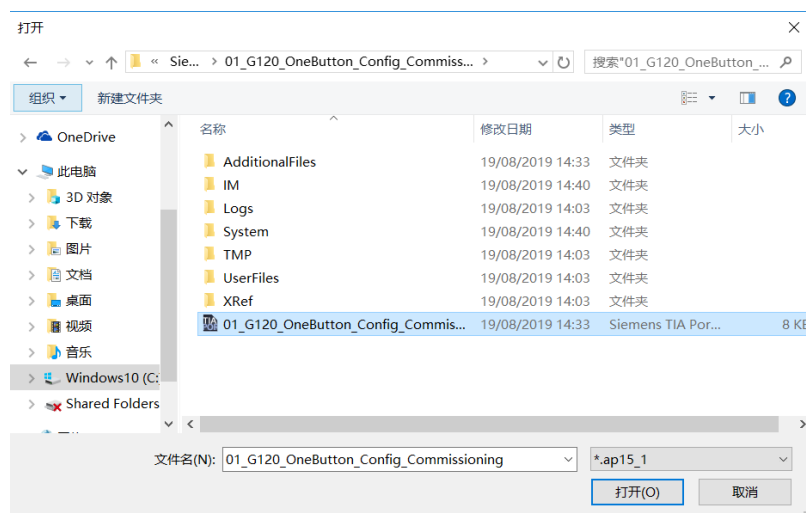 打开
« Sie... > 01_G120_OneButton_Config_Commiss... >
搜索"01_G120_OneButton_...
组织
新建文件夹
名称 修改日期 类型 大小
OneDrive
此电脑
3D 对象
下载
图片
文档
桌面
视频
音乐
Windows10 (C:
Shared Folders
AdditionalFiles 19/08/2019 14:33 文件夹
IM 19/08/2019 14:40 文件夹
Logs 19/08/2019 14:03 文件夹
System 19/08/2019 14:40 文件夹
TMP 19/08/2019 14:03 文件夹
UserFiles 19/08/2019 14:03 文件夹
XRef 19/08/2019 14:03 文件夹
01_G120_OneButton_Config_Commis... 19/08/2019 14:33 Siemens TIA Por... 8 KB
文件名(N): 01_G120_OneButton_Config_Commissioning
*.ap15_1
打开(O) 取消